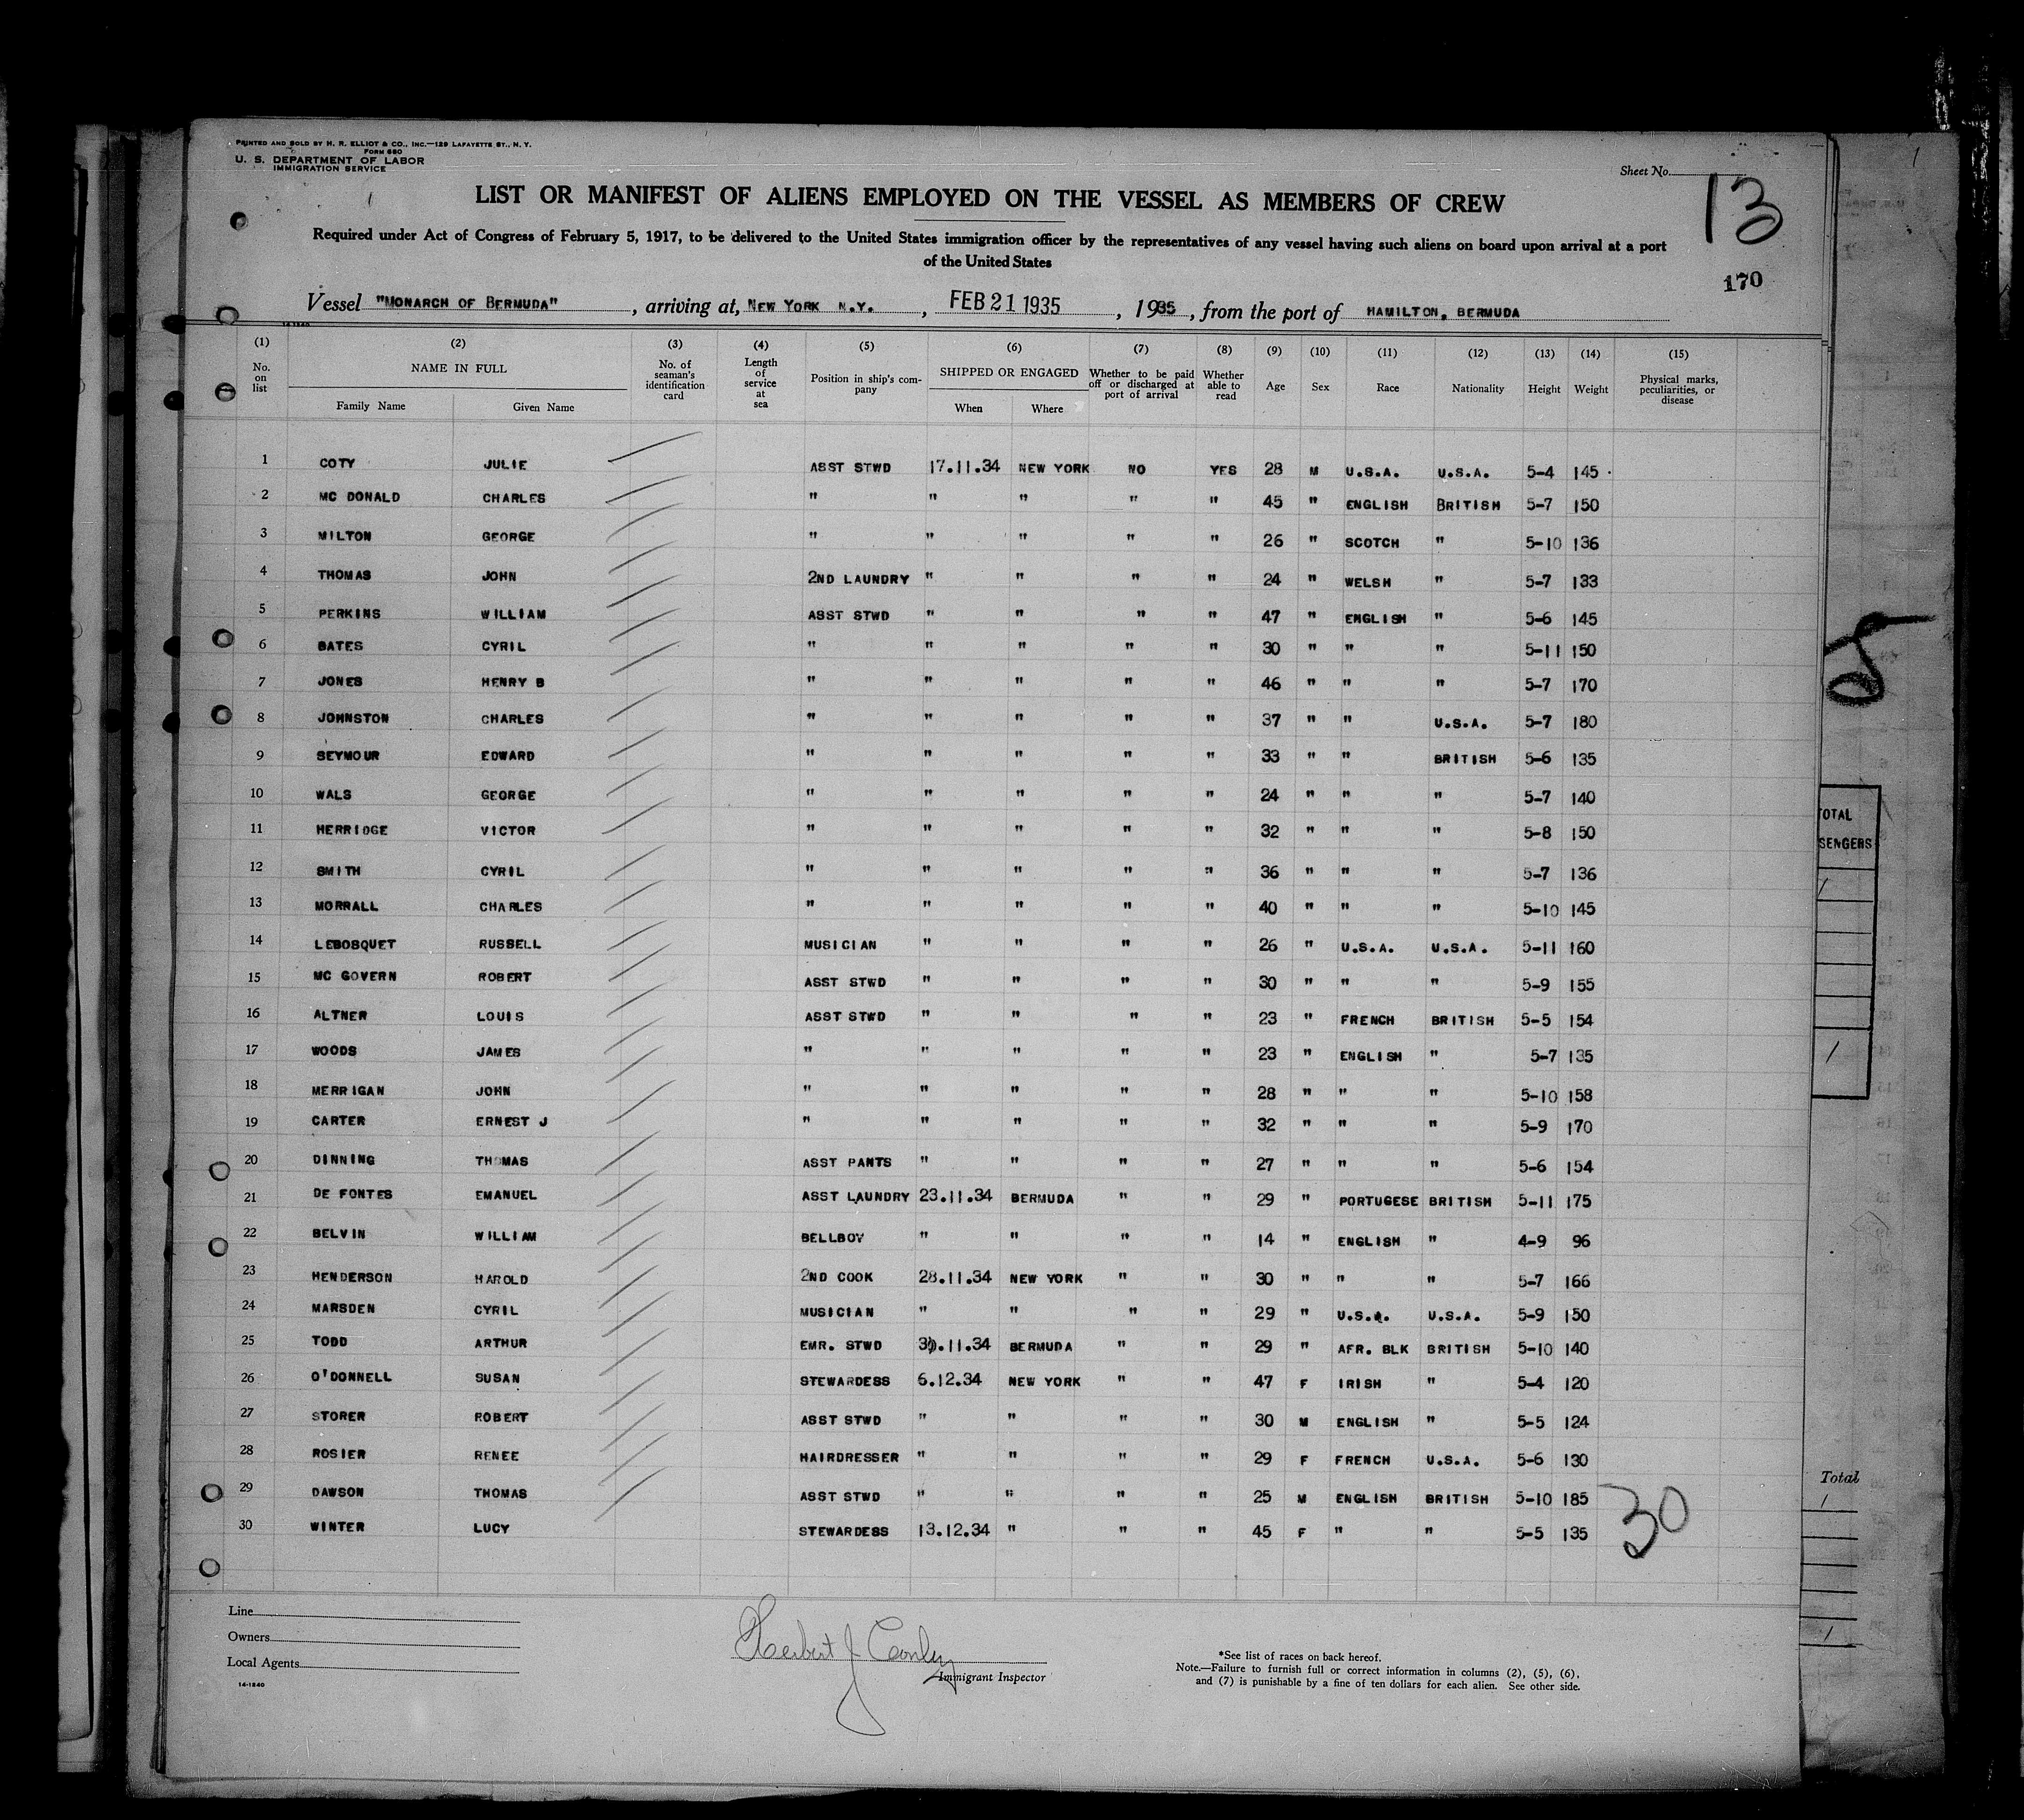 PRINTED AND SOLD BY H. R. ELLIOT & CO., INC.—129 LAFAYETTE ST., N. Y.
FORM 680
U. S. DEPARTMENT OF LABOR
IMMIGRATION SERVICE
Sheet No.
13
LIST OR MANIFEST OF ALIENS EMPLOYED ON THE VESSEL AS MEMBERS OF CREW
Required under Act of Congress of February 5, 1917, to be delivered to the United States immigration officer by the representatives of any vessel having such aliens on board upon arrival at a port
of the United States
170
Vessel "MONARCH OF BERMUDA", arriving at, NEW YORK N.Y., FEB 21 1935, 1935, from the port of HAMILTON, BERMUDA
14-1240
(1) (2) (3) (4) (5) (6) (7) (8) (9) (10) (11) (12) (13) (14) (15)
No. on list NAME IN FULL Family Name Given Name No. of seaman's identification card Length of service at sea Position in ship's company SHIPPED OR ENGAGED When Where Whether to be paid off or discharged at port of arrival Whether able to read Age Sex Race Nationality Height Weight Physical marks, peculiarities, or disease
1 COTY JULIE ASST STWD 17.11.34 NEW YORK NO YES 28 M U.S.A. U.S.A. 5-4 145
2 MC DONALD CHARLES " " " " " 45 " ENGLISH BRITISH 5-7 150
3 MILTON GEORGE " " " " " 26 " SCOTCH " 5-10 136
4 THOMAS JOHN 2ND LAUNDRY " " " " 24 " WELSH " 5-7 133
5 PERKINS WILLIAM ASST STWD " " " " 47 " ENGLISH " 5-6 145
6 BATES CYRIL " " " " " 30 " " " 5-11 150
7 JONES HENRY B " " " " " 46 " " " 5-7 170
8 JOHNSTON CHARLES " " " " " 37 " " U.S.A. 5-7 180
9 SEYMOUR EDWARD " " " " " 33 " " BRITISH 5-6 135
10 WALS GEORGE " " " " " 24 " " " 5-7 140
11 HERRIDGE VICTOR " " " " " 32 " " " 5-8 150
12 SMITH CYRIL " " " " " 36 " " " 5-7 136
13 MORRALL CHARLES " " " " " 40 " " " 5-10 145
14 LEBOSQUET RUSSELL MUSICIAN " " " " 26 " U.S.A. U.S.A. 5-11 160
15 MC GOVERN ROBERT ASST STWD " " " " 30 " " " 5-9 155
16 ALTNER LOUIS ASST STWD " " " " 23 " FRENCH BRITISH 5-5 154
17 WOODS JAMES " " " " " 23 " ENGLISH " 5-7 135
18 MERRIGAN JOHN " " " " " 28 " " " 5-10 158
19 CARTER ERNEST J " " " " " 32 " " " 5-9 170
20 DINNING THOMAS ASST PANTS " " " " 27 " " " 5-6 154
21 DE FONTES EMANUEL ASST LAUNDRY 23.11.34 BERMUDA " " 29 " PORTUGESE BRITISH 5-11 175
22 BELVIN WILLIAM BELLBOY " " " " 14 " ENGLISH " 4-9 96
23 HENDERSON HAROLD 2ND COOK 28.11.34 NEW YORK " " 30 " " " 5-7 166
24 MARSDEN CYRIL MUSICIAN " " " " 29 " U.S.A. U.S.A. 5-9 150
25 TODD ARTHUR EMR. STWD 30.11.34 BERMUDA " " 29 " AFR. BLK BRITISH 5-10 140
26 O'DONNELL SUSAN STEWARDESS 6.12.34 NEW YORK " " 47 F IRISH " 5-4 120
27 STORER ROBERT ASST STWD " " " " 30 M ENGLISH " 5-5 124
28 ROSIER RENEE HAIRDRESSER " " " " 29 F FRENCH U.S.A. 5-6 130
29 DAWSON THOMAS ASST STWD " " " " 25 M ENGLISH BRITISH 5-10 185
30 WINTER LUCY STEWARDESS 13.12.34 " " " 45 F " " 5-5 135
30
Line
Owners
Local Agents
14-1240
Herbert J Conley
Immigrant Inspector
*See list of races on back hereof.
Note.—Failure to furnish full or correct information in columns (2), (5), (6),
and (7) is punishable by a fine of ten dollars for each alien. See other side.
TOTAL
SENGERS
Total